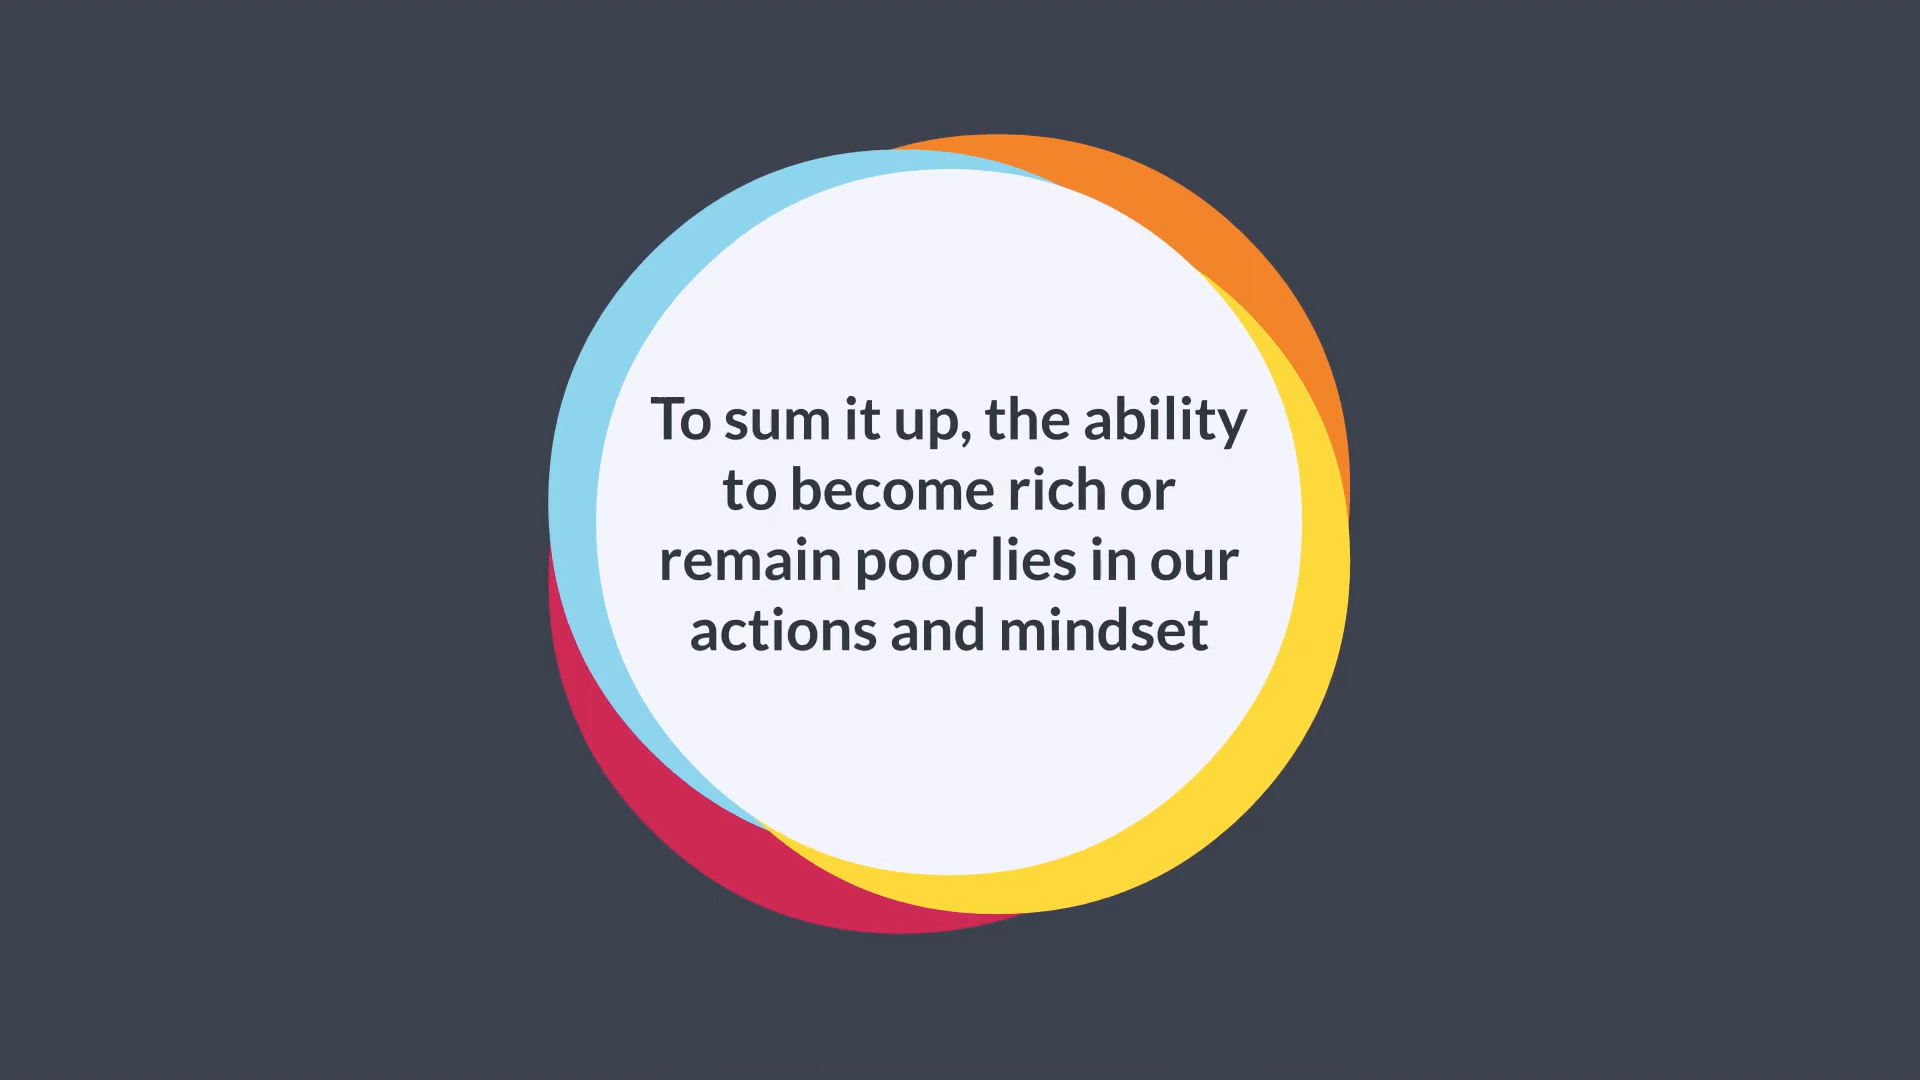 To sum it up, the ability
to become rich or
remain poor lies in our
actions and mindset